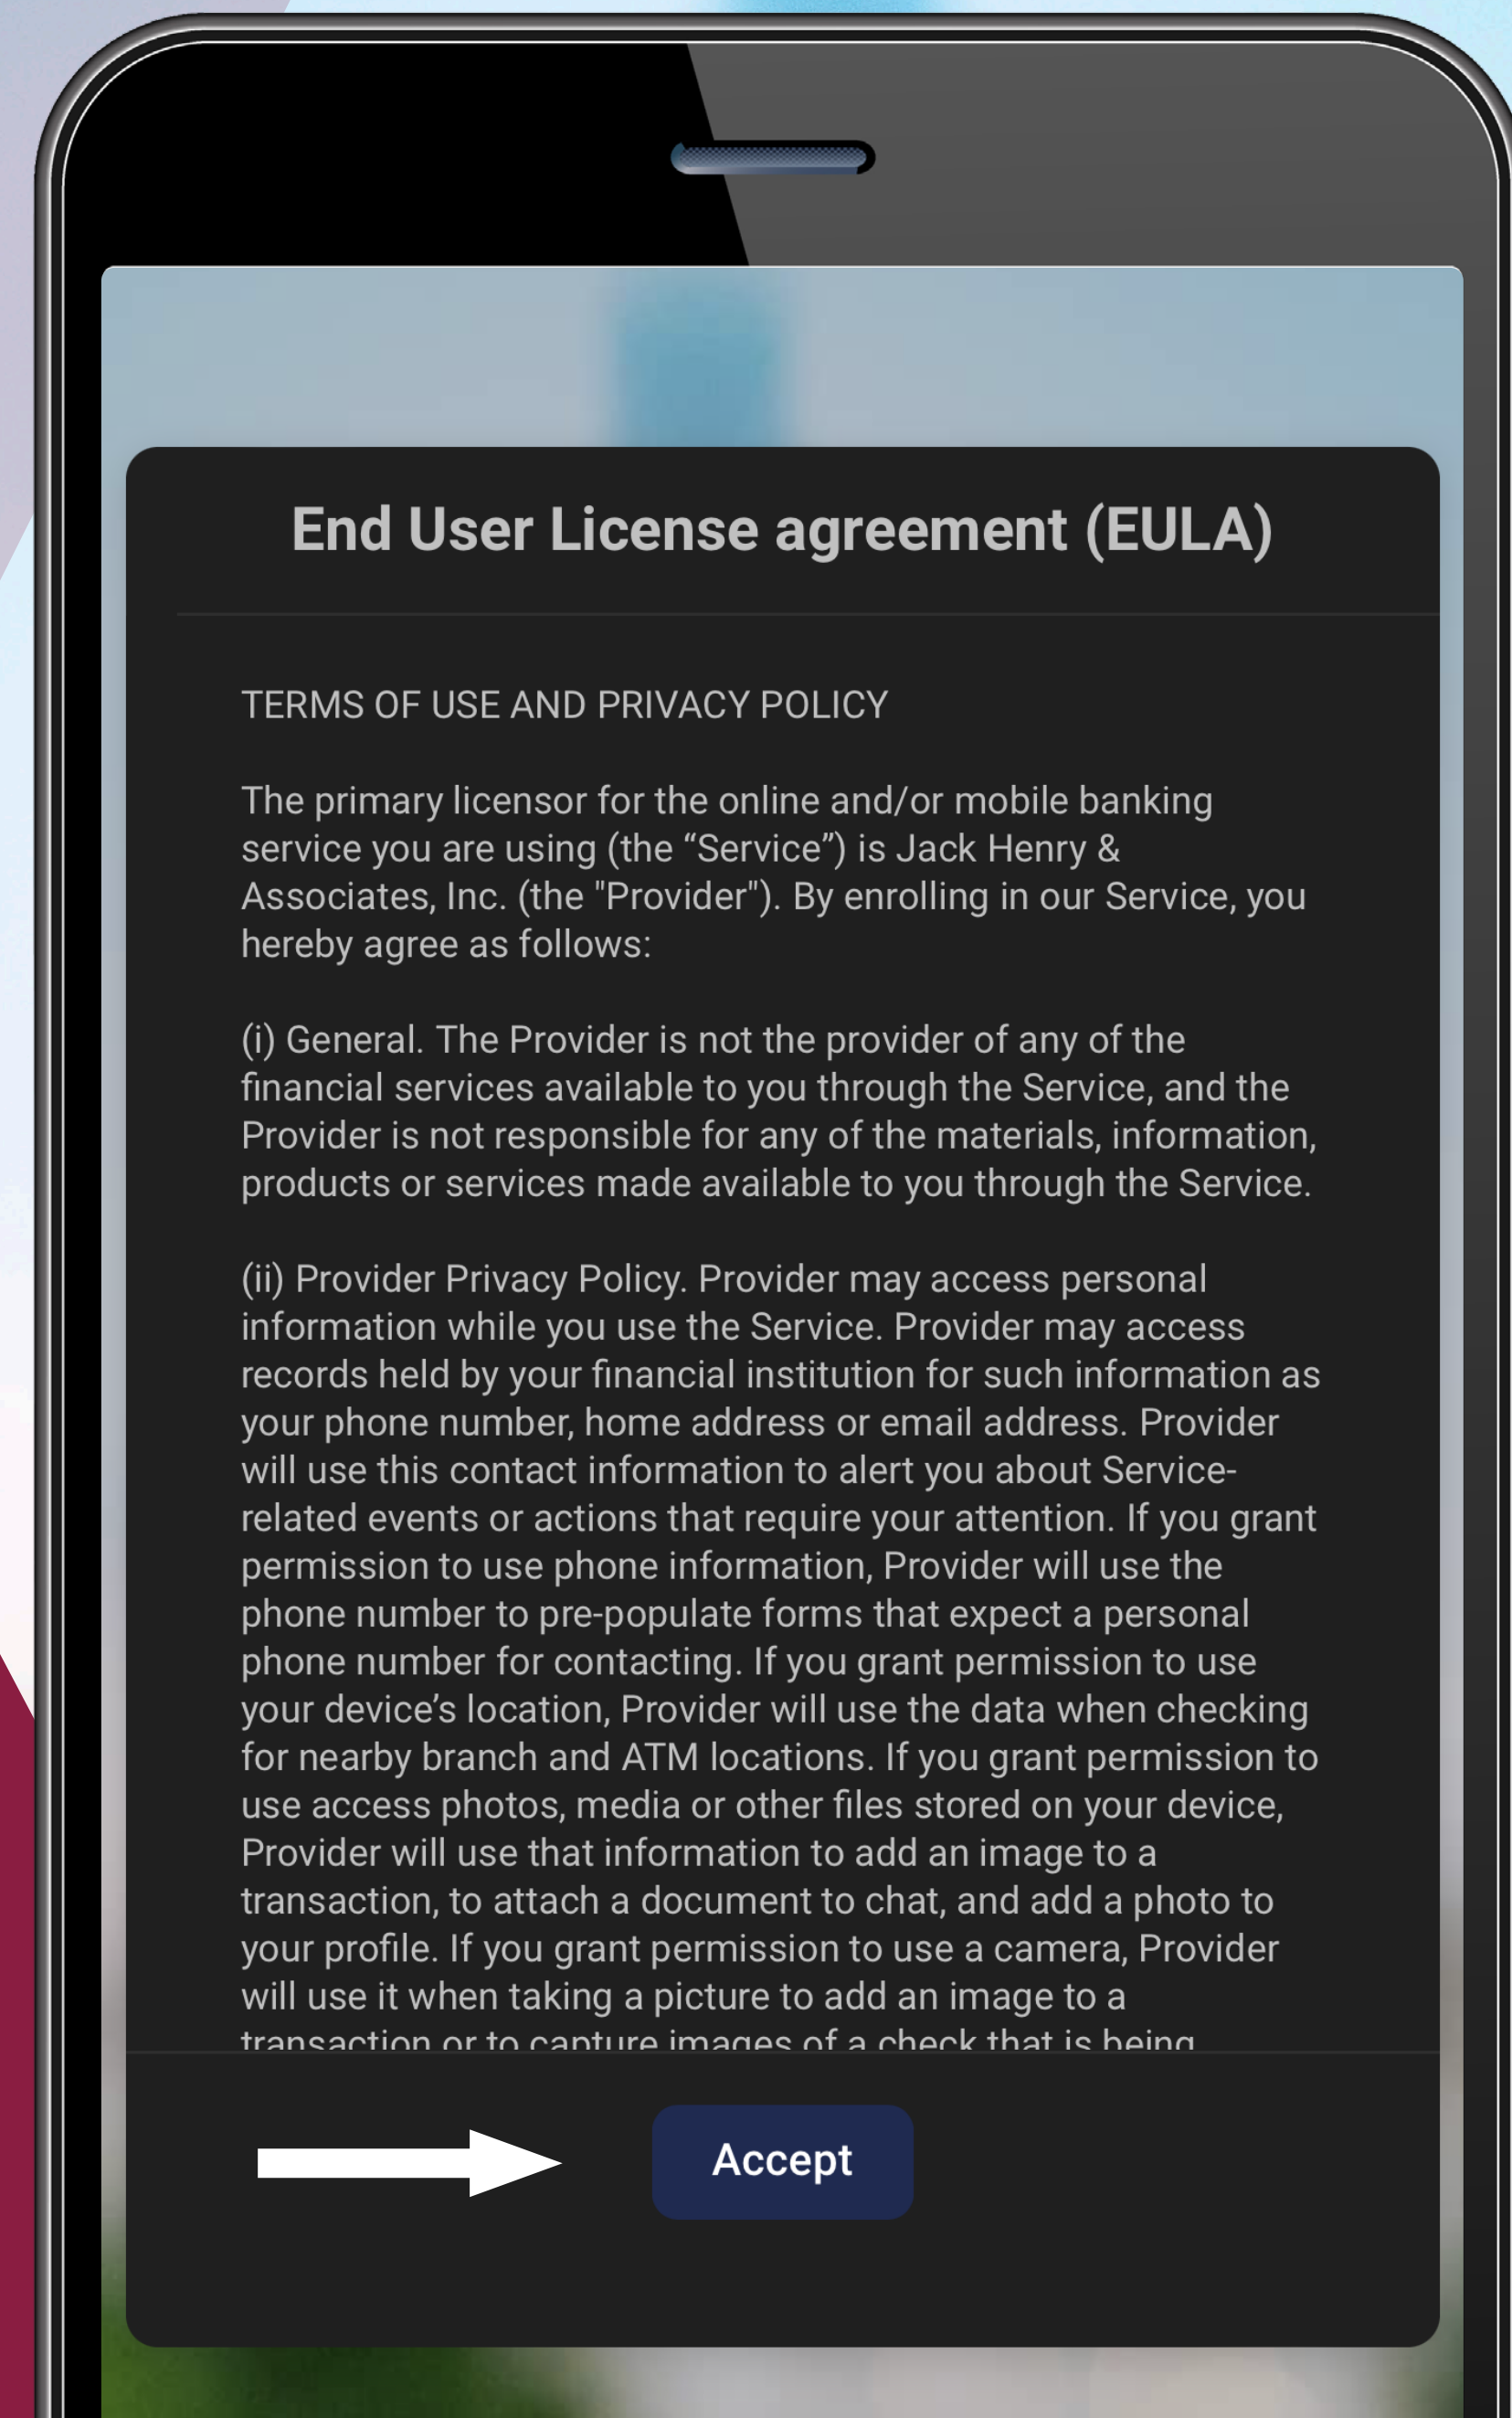 End User License agreement (EULA)
TERMS OF USE AND PRIVACY POLICY
The primary licensor for the online and/or mobile banking
service you are using (the “Service”) is Jack Henry &
Associates, Inc. (the "Provider"). By enrolling in our Service, you
hereby agree as follows:
(i) General. The Provider is not the provider of any of the
financial services available to you through the Service, and the
Provider is not responsible for any of the materials, information,
products or services made available to you through the Service.
(ii) Provider Privacy Policy. Provider may access personal
information while you use the Service. Provider may access
records held by your financial institution for such information as
your phone number, home address or email address. Provider
will use this contact information to alert you about Service-
related events or actions that require your attention. If you grant
permission to use phone information, Provider will use the
phone number to pre-populate forms that expect a personal
phone number for contacting. If you grant permission to use
your device’s location, Provider will use the data when checking
for nearby branch and ATM locations. If you grant permission to
use access photos, media or other files stored on your device,
Provider will use that information to add an image to a
transaction, to attach a document to chat, and add a photo to
your profile. If you grant permission to use a camera, Provider
will use it when taking a picture to add an image to a
transaction or to capture images of a check that is being
Accept